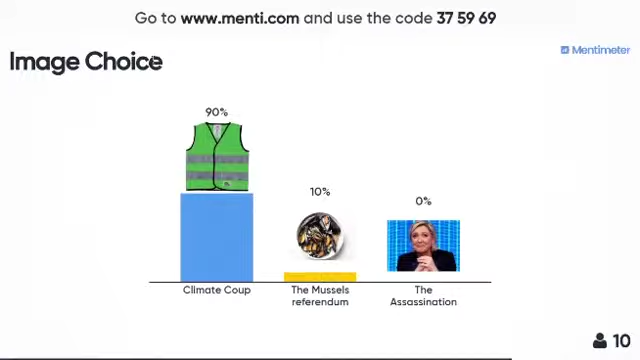 Go to www.menti.com and use the code 37 59 69
Image Choice
Mentimeter
90%
10%
0%
Climate Coup
The Mussels
referendum
The
Assassination
10